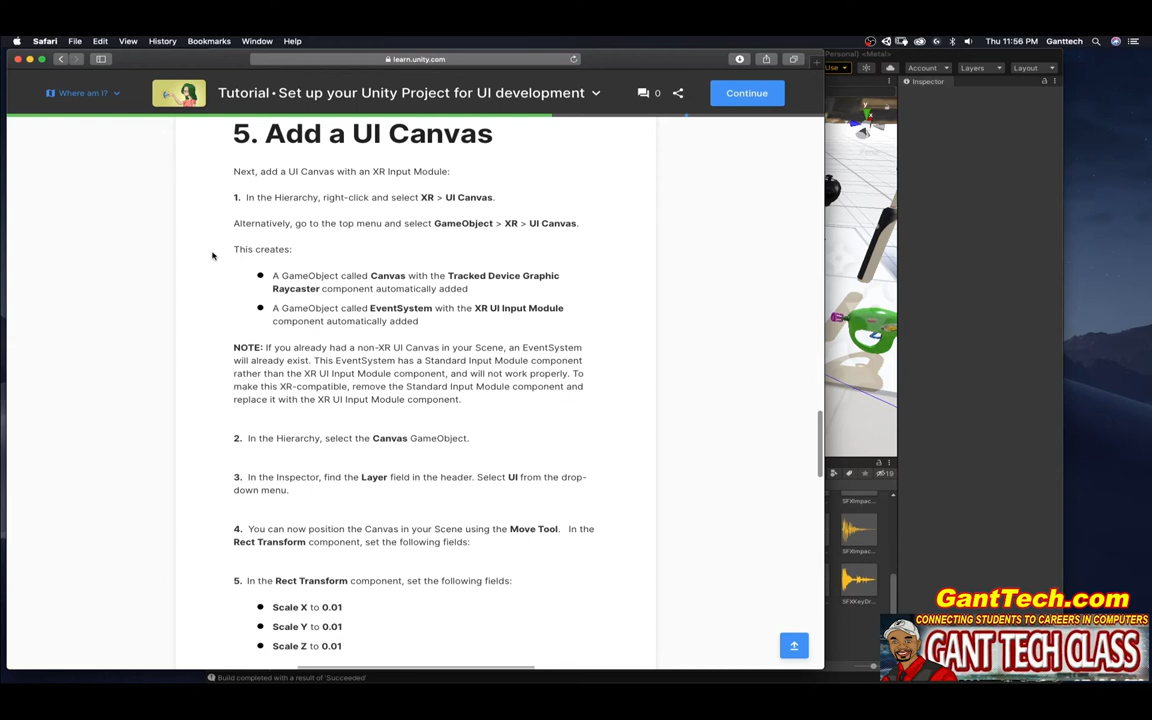 Safari File Edit View History Bookmarks Window Help Thu 11:56 PM Ganttech
learn.unity.com
Personal) <Metal>
Where am I? Tutorial • Set up your Unity Project for UI development 0 Continue
Use Account Layers Layout
Inspector
y
x
5. Add a UI Canvas
Next, add a UI Canvas with an XR Input Module:
1. In the Hierarchy, right-click and select XR > UI Canvas.
Alternatively, go to the top menu and select GameObject > XR > UI Canvas.
This creates:
● A GameObject called Canvas with the Tracked Device Graphic
Raycaster component automatically added
● A GameObject called EventSystem with the XR UI Input Module
component automatically added
NOTE: If you already had a non-XR UI Canvas in your Scene, an EventSystem
will already exist. This EventSystem has a Standard Input Module component
rather than the XR UI Input Module component, and will not work properly. To
make this XR-compatible, remove the Standard Input Module component and
replace it with the XR UI Input Module component.
2. In the Hierarchy, select the Canvas GameObject.
3. In the Inspector, find the Layer field in the header. Select UI from the drop-
down menu.
4. You can now position the Canvas in your Scene using the Move Tool. In the
Rect Transform component, set the following fields:
5. In the Rect Transform component, set the following fields:
● Scale X to 0.01
● Scale Y to 0.01
● Scale Z to 0.01
19
SFXImpac...
SFXImpac...
SFXKeyDr...
Build completed with a result of 'Succeeded'
GantTech.com
CONNECTING STUDENTS TO CAREERS IN COMPUTERS
GANT TECH CLASS